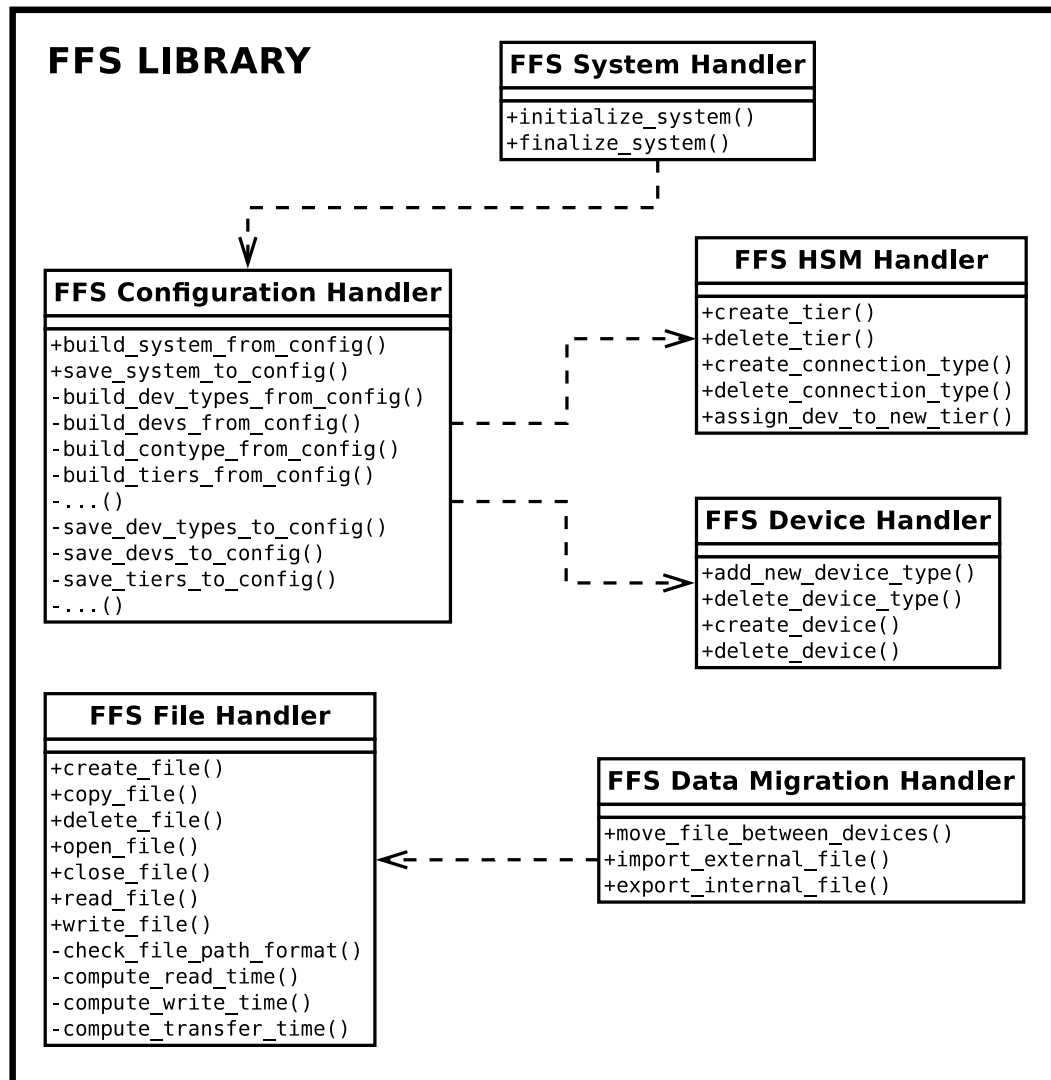 FFS LIBRARY
FFS System Handler
+initialize_system()
+finalize_system()
FFS Configuration Handler
+build_system_from_config()
+save_system_to_config()
-build_dev_types_from_config()
-build_devs_from_config()
-build_contype_from_config()
-build_tiers_from_config()
-...()
-save_dev_types_to_config()
-save_devs_to_config()
-save_tiers_to_config()
-...()
FFS HSM Handler
+create_tier()
+delete_tier()
+create_connection_type()
+delete_connection_type()
+assign_dev_to_new_tier()
FFS Device Handler
+add_new_device_type()
+delete_device_type()
+create_device()
+delete_device()
FFS File Handler
+create_file()
+copy_file()
+delete_file()
+open_file()
+close_file()
+read_file()
+write_file()
-check_file_path_format()
-compute_read_time()
-compute_write_time()
-compute_transfer_time()
FFS Data Migration Handler
+move_file_between_devices()
+import_external_file()
+export_internal_file()